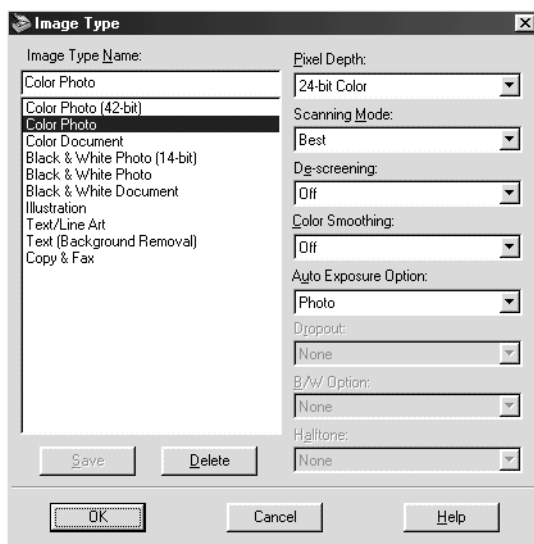 Image Type
Image Type Name:
Color Photo
Color Photo (42-bit)
Color Photo
Color Document
Black & White Photo (14-bit)
Black & White Photo
Black & White Document
Illustration
Text/Line Art
Text (Background Removal)
Copy & Fax
Save
Delete
Pixel Depth:
24-bit Color
Scanning Mode:
Best
De-screening:
Off
Color Smoothing:
Off
Auto Exposure Option:
Photo
Dropout:
None
B/W Option:
None
Halftone:
None
OK
Cancel
Help